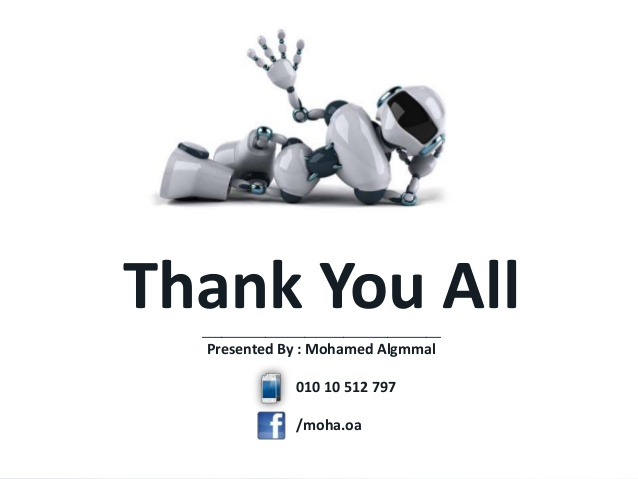 Thank You All
Presented By : Mohamed Algmmal
010 10 512 797
/moha.oa